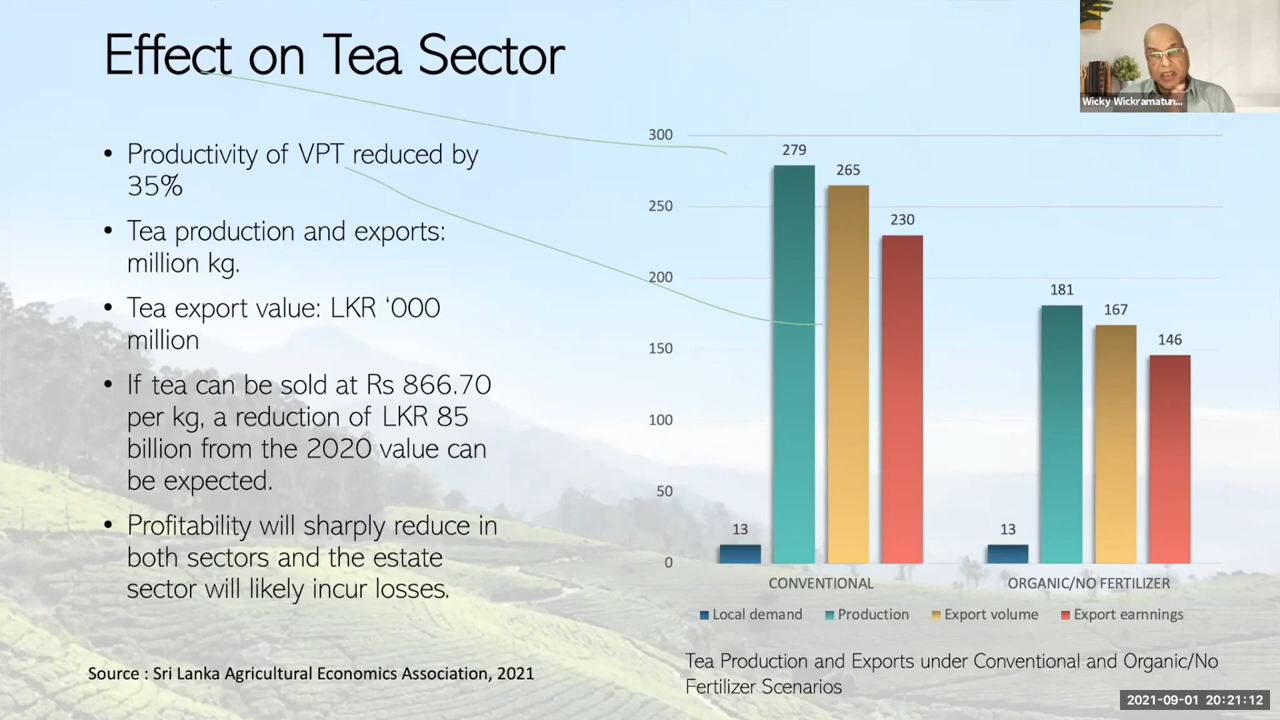 Effect on Tea Sector
Wicky Wickramatun...
• Productivity of VPT reduced by
35%
• Tea production and exports:
million kg.
• Tea export value: LKR ‘000
million
• If tea can be sold at Rs 866.70
per kg, a reduction of LKR 85
billion from the 2020 value can
be expected.
• Profitability will sharply reduce in
both sectors and the estate
sector will likely incur losses.
Source : Sri Lanka Agricultural Economics Association, 2021
300
250
200
150
100
50
0
13
279
265
230
13
181
167
146
CONVENTIONAL
ORGANIC/NO FERTILIZER
Local demand
Production
Export volume
Export earnnings
Tea Production and Exports under Conventional and Organic/No
Fertilizer Scenarios
2021-09-01 20:21:12